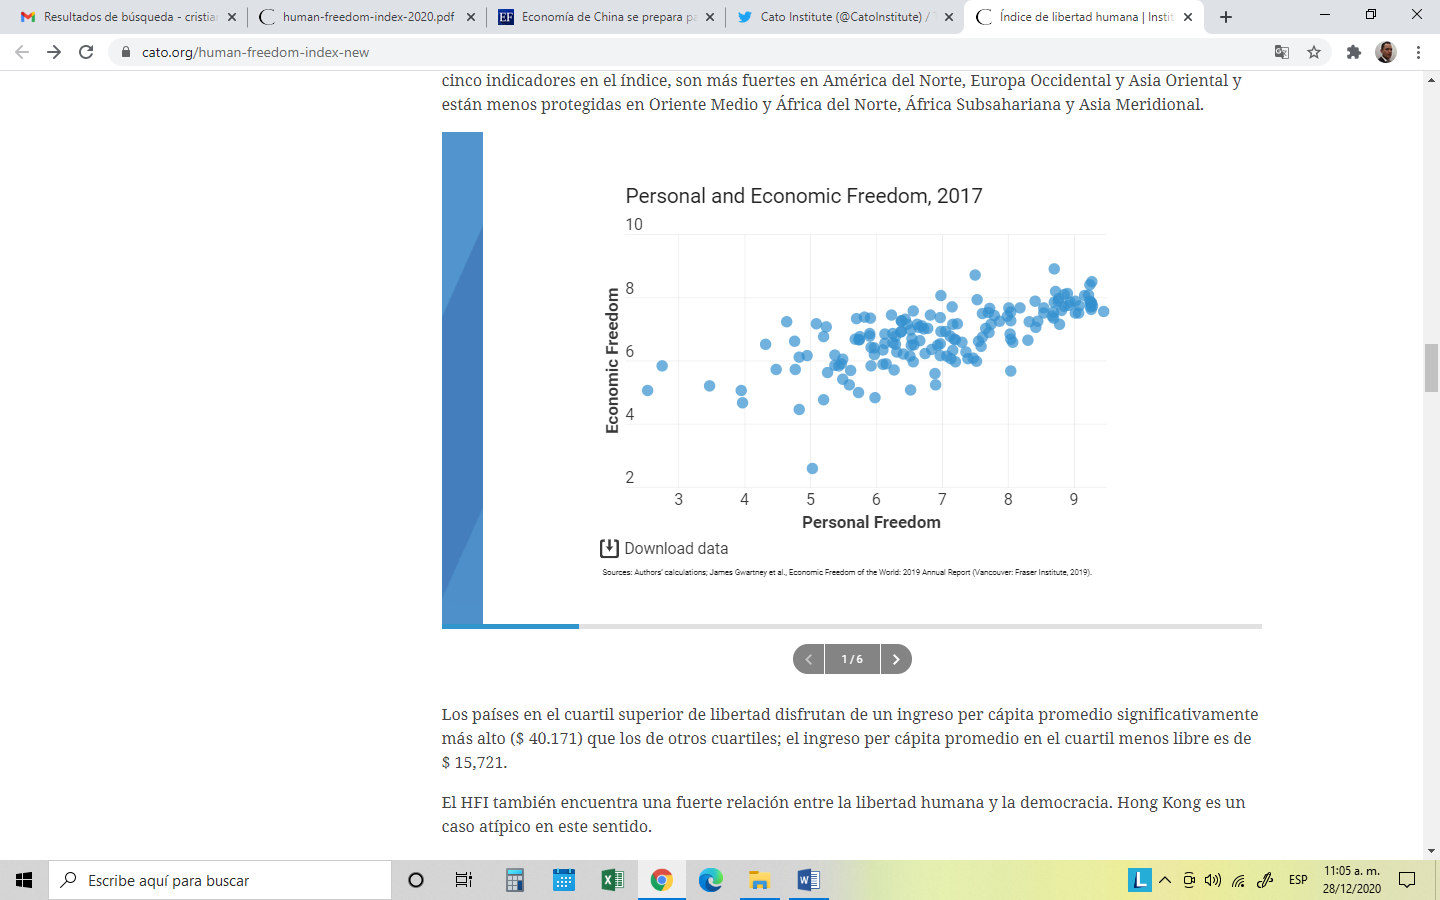 Resultados de búsqueda - cristian
human-freedom-index-2020.pdf
EF
Economía de China se prepara pa
Cato Institute (@CatoInstitute) /
Índice de libertad humana | Insti
cato.org/human-freedom-index-new
cinco indicadores en el índice, son más fuertes en América del Norte, Europa Occidental y Asia Oriental y
están menos protegidas en Oriente Medio y África del Norte, África Subsahariana y Asia Meridional.
Personal and Economic Freedom, 2017
10
8
6
4
2
Economic Freedom
3 4 5 6 7 8 9
Personal Freedom
Download data
Sources: Authors' calculations; James Gwartney et al., Economic Freedom of the World: 2019 Annual Report (Vancouver: Fraser Institute, 2019).
1 / 6
Los países en el cuartil superior de libertad disfrutan de un ingreso per cápita promedio significativamente
más alto ($ 40.171) que los de otros cuartiles; el ingreso per cápita promedio en el cuartil menos libre es de
$ 15,721.
El HFI también encuentra una fuerte relación entre la libertad humana y la democracia. Hong Kong es un
caso atípico en este sentido.
Escribe aquí para buscar
L
ESP
11:05 a. m.
28/12/2020